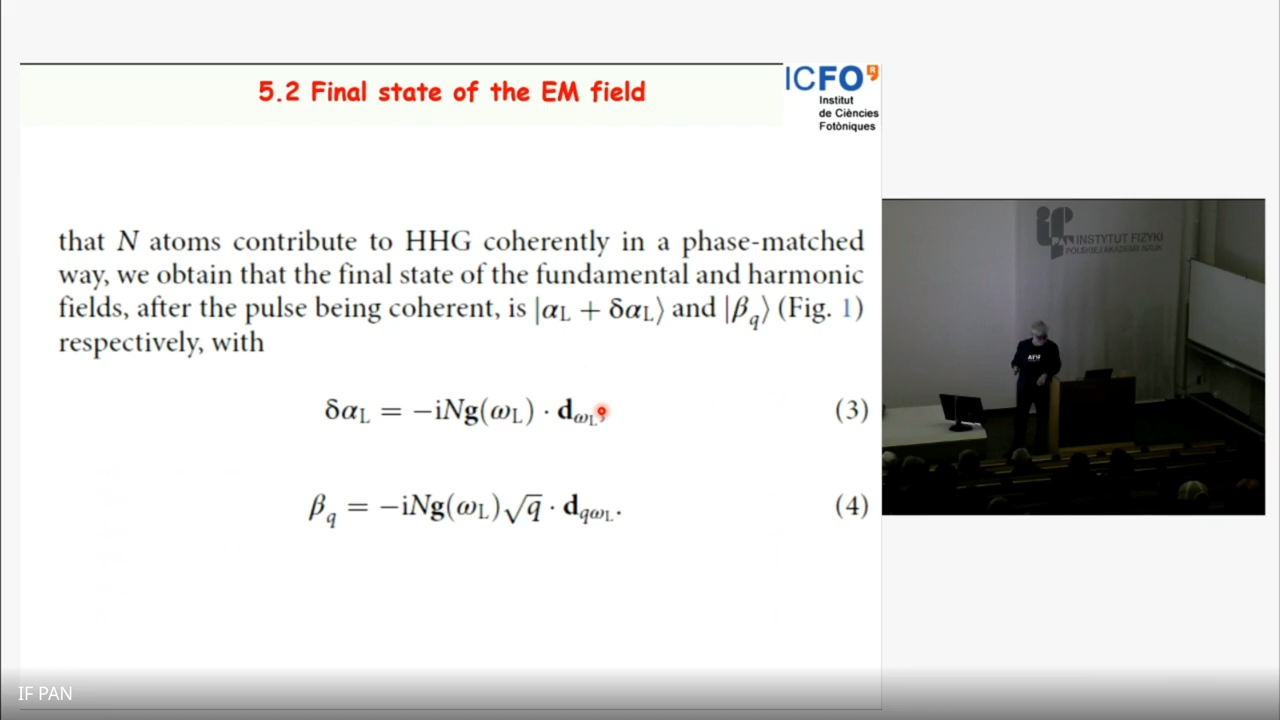 5.2 Final state of the EM field
ICFO R
Institut
de Ciències
Fotòniques
that N atoms contribute to HHG coherently in a phase-matched
way, we obtain that the final state of the fundamental and harmonic
fields, after the pulse being coherent, is |αL + δαL⟩ and |βq⟩ (Fig. 1)
respectively, with
δαL = −iNg(ωL) · dωL, (3)
βq = −iNg(ωL)√q · dqωL. (4)
INSTYTUT FIZYKI
POLSKIEJ AKADEMII NAUK
IF PAN